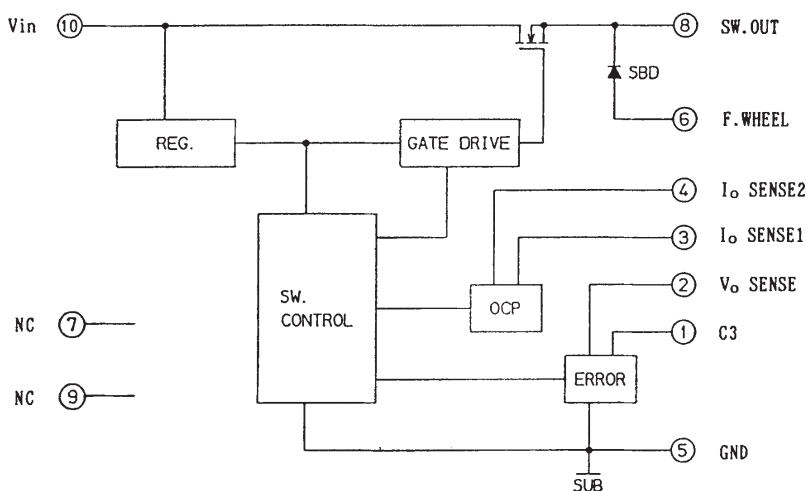 Vin 10
8 SW.OUT
SBD
6 F.WHEEL
REG.
GATE DRIVE
4 Io SENSE2
3 Io SENSE1
2 Vo SENSE
SW.
CONTROL
OCP
NC 7
1 C3
ERROR
NC 9
5 GND
SUB